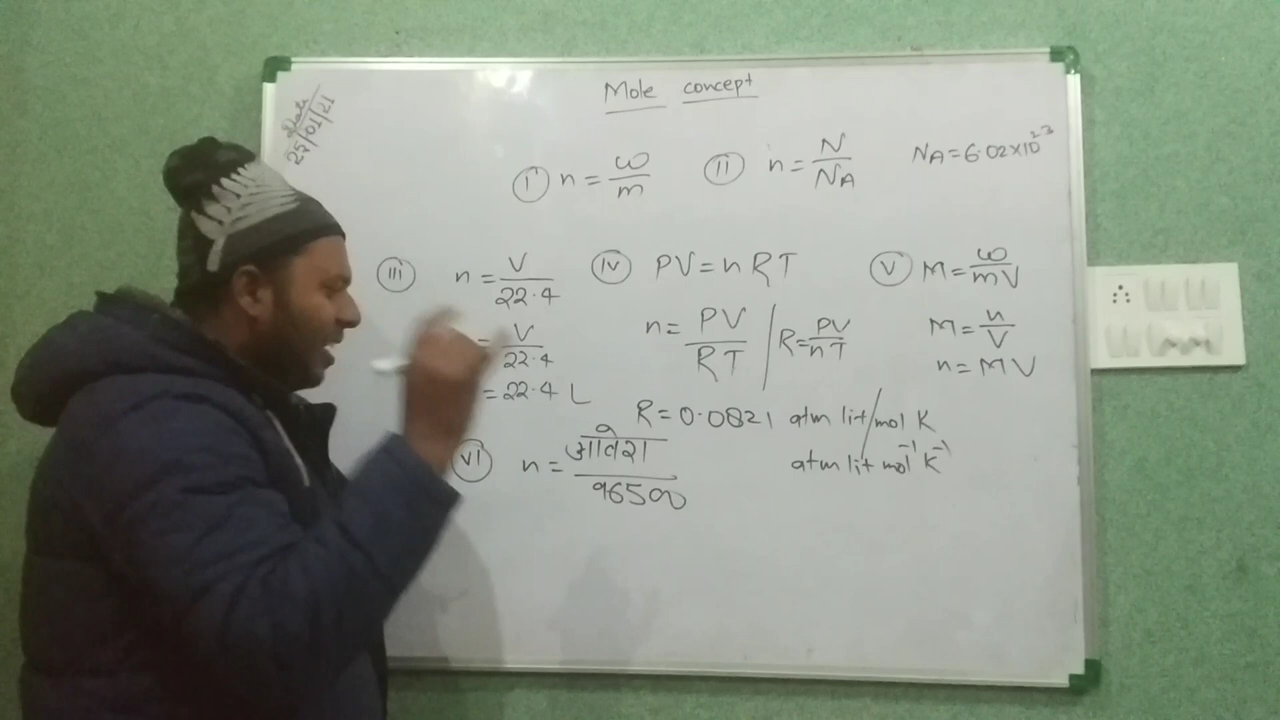 Mole concept
Date
25/01/21
(i) n = w/m
(ii) n = N/NA
NA = 6.02×10²³
(iii) n = V/22.4
= V/22.4
= 22.4 L
(iv) PV = nRT
n = PV/RT / R = PV/nT
R = 0.0821 atm lit/mol K
atm lit mol⁻¹ K⁻¹
(v) M = w/mV
M = n/V
n = MV
(vi) n = आवेश/96500